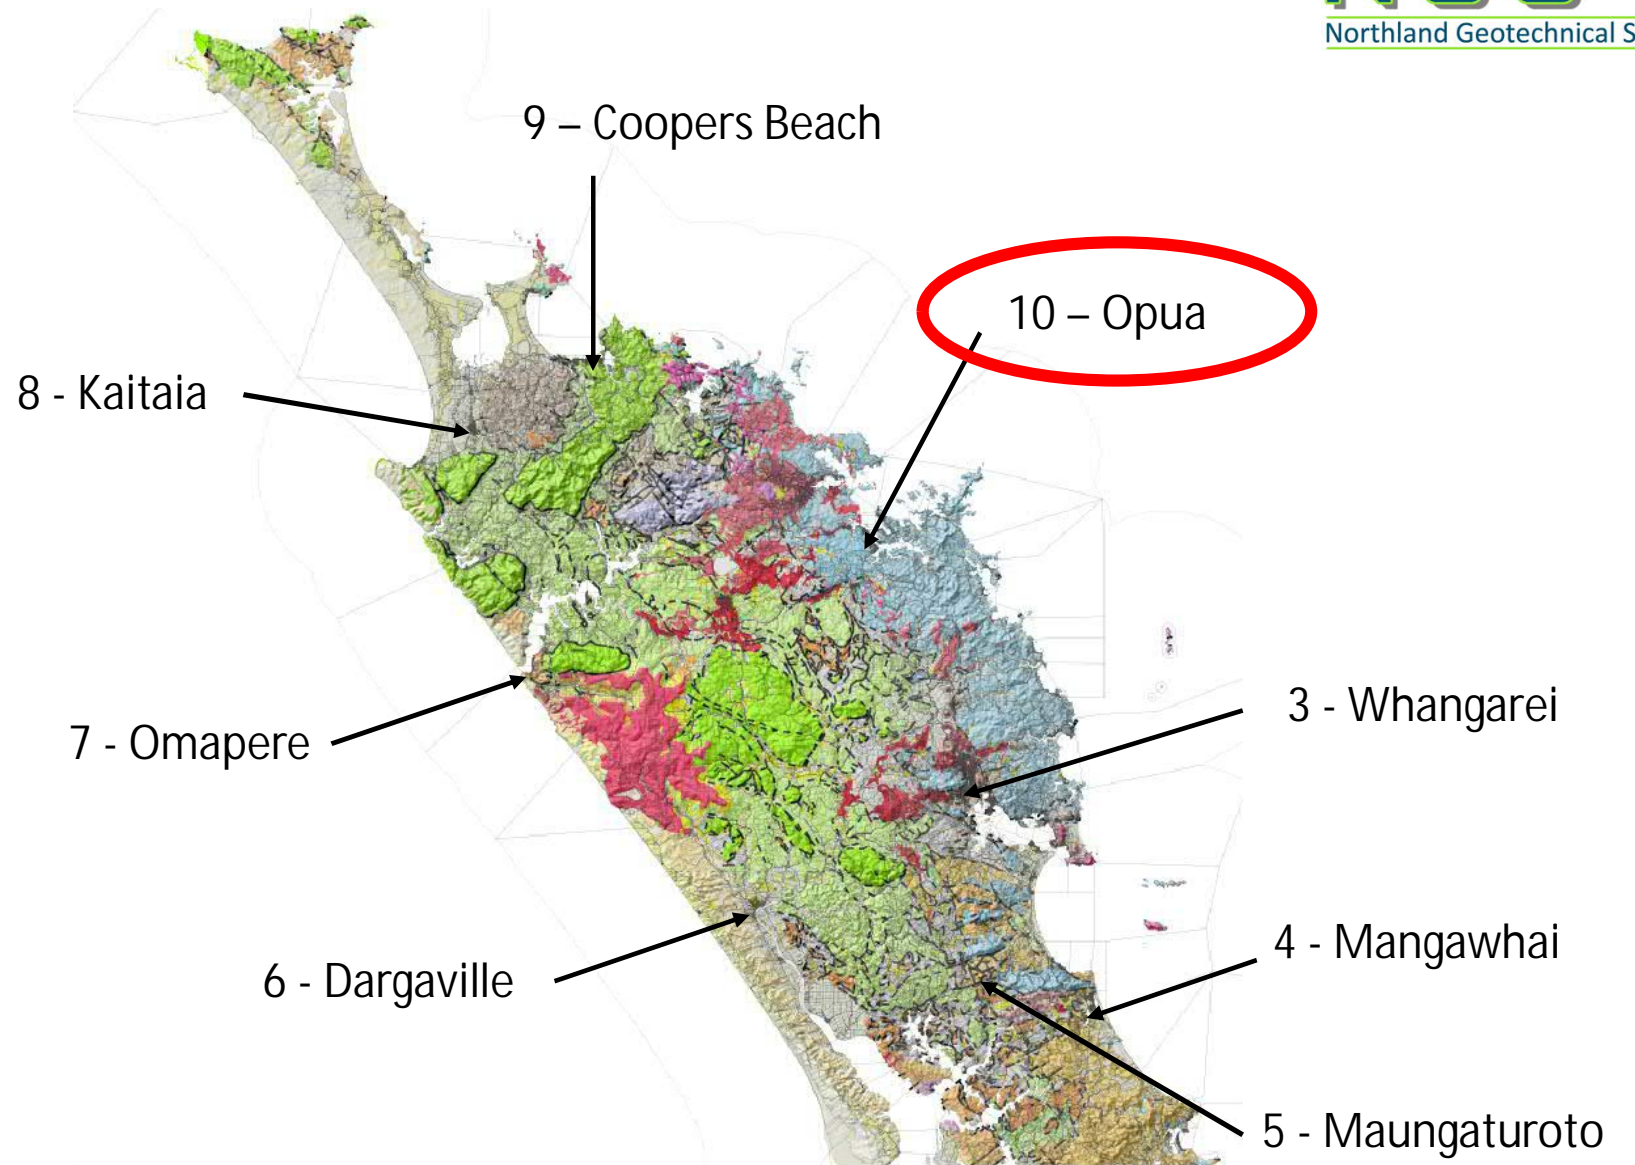 Northland Geotechnical S
9 – Coopers Beach
10 – Opua
8 - Kaitaia
3 - Whangarei
7 - Omapere
4 - Mangawhai
6 - Dargaville
5 - Maungaturoto